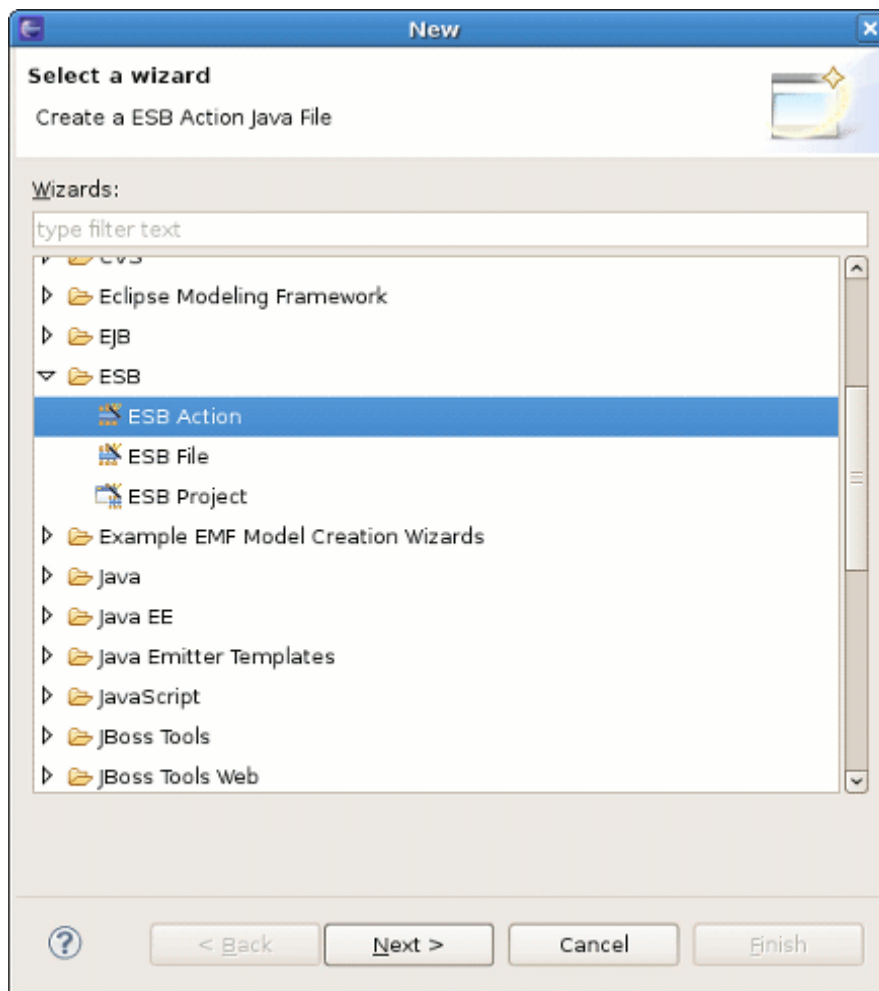 New
Select a wizard
Create a ESB Action Java File
Wizards:
type filter text
CVS
Eclipse Modeling Framework
EJB
ESB
ESB Action
ESB File
ESB Project
Example EMF Model Creation Wizards
Java
Java EE
Java Emitter Templates
JavaScript
JBoss Tools
JBoss Tools Web
? < Back Next > Cancel Finish